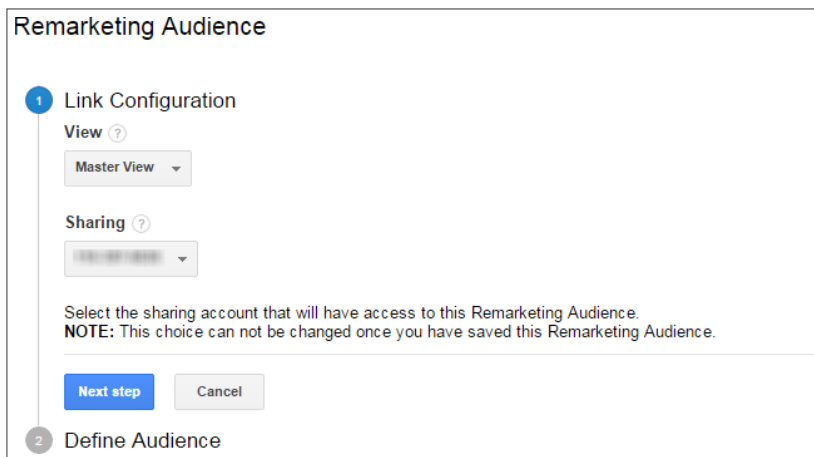 Remarketing Audience
1 Link Configuration
View ?
Master View
Sharing ?
Select the sharing account that will have access to this Remarketing Audience.
NOTE: This choice can not be changed once you have saved this Remarketing Audience.
Next step Cancel
2 Define Audience